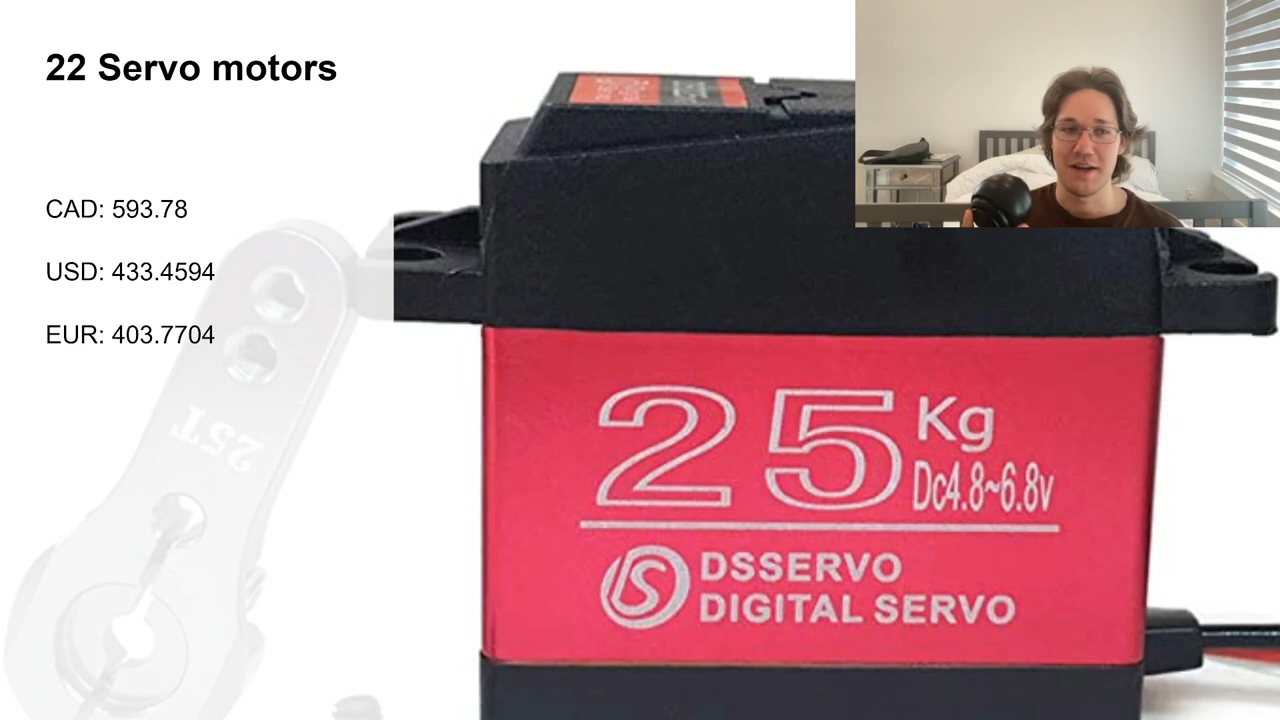 22 Servo motors
CAD: 593.78
USD: 433.4594
EUR: 403.7704
25T
25 Kg
Dc4.8~6.8v
DSSERVO
DIGITAL SERVO